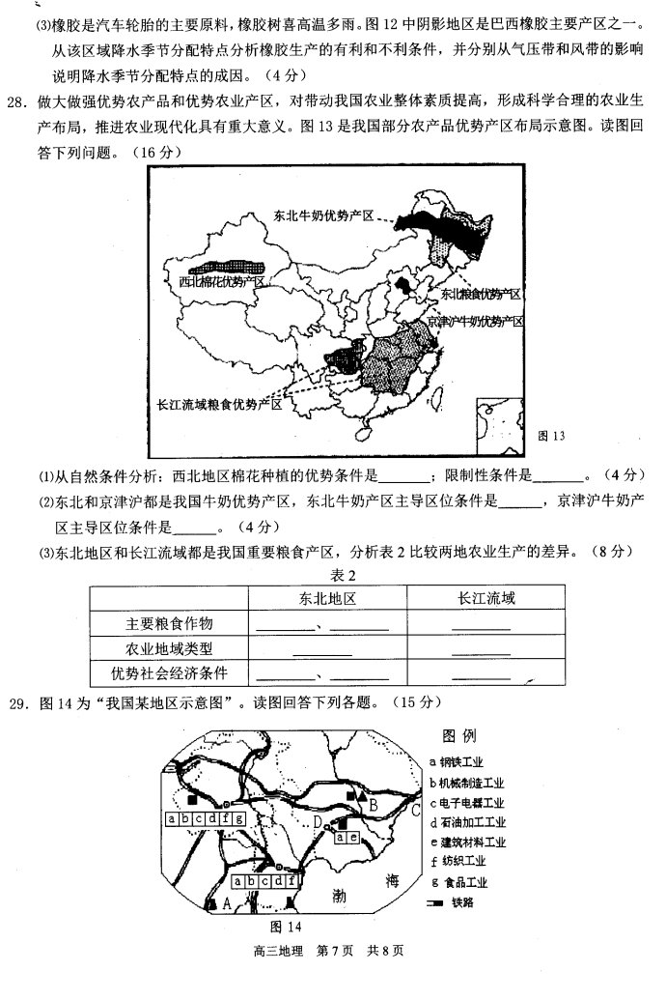 ⑶橡胶是汽车轮胎的主要原料,橡胶树喜高温多雨。图 12 中阴影地区是巴西橡胶主要产区之一。
从该区域降水季节分配特点分析橡胶生产的有利和不利条件，并分别从气压带和风带的影响
说明降水季节分配特点的成因。（4 分）
28．做大做强优势农产品和优势农业产区，对带动我国农业整体素质提高，形成科学合理的农业生
产布局，推进农业现代化具有重大意义。图 13 是我国部分农产品优势产区布局示意图。读图回
答下列问题。（16 分）
东北牛奶优势产区
西北棉花优势产区
东北粮食优势产区
京津沪牛奶优势产区
长江流域粮食优势产区
图 13
⑴从自然条件分析：西北地区棉花种植的优势条件是______；限制性条件是______。（4 分）
⑵东北和京津沪都是我国牛奶优势产区，东北牛奶产区主导区位条件是_____，京津沪牛奶产
区主导区位条件是_____。（4 分）
⑶东北地区和长江流域都是我国重要粮食产区，分析表 2 比较两地农业生产的差异。（8 分）
表 2
东北地区 长江流域
主要粮食作物 ______、______ ______
农业地域类型 ______ ______
优势社会经济条件 ______、______ ______
29．图 14 为“我国某地区示意图”。读图回答下列各题。（15 分）
图 例
a 钢铁工业
b 机械制造工业
c 电子电器工业
d 石油加工工业
e 建筑材料工业
f 纺织工业
g 食品工业
铁路
B
C
D
a b c d f g
a e
a b c d f
A
渤 海
图 14
高三地理 第 7 页 共 8 页